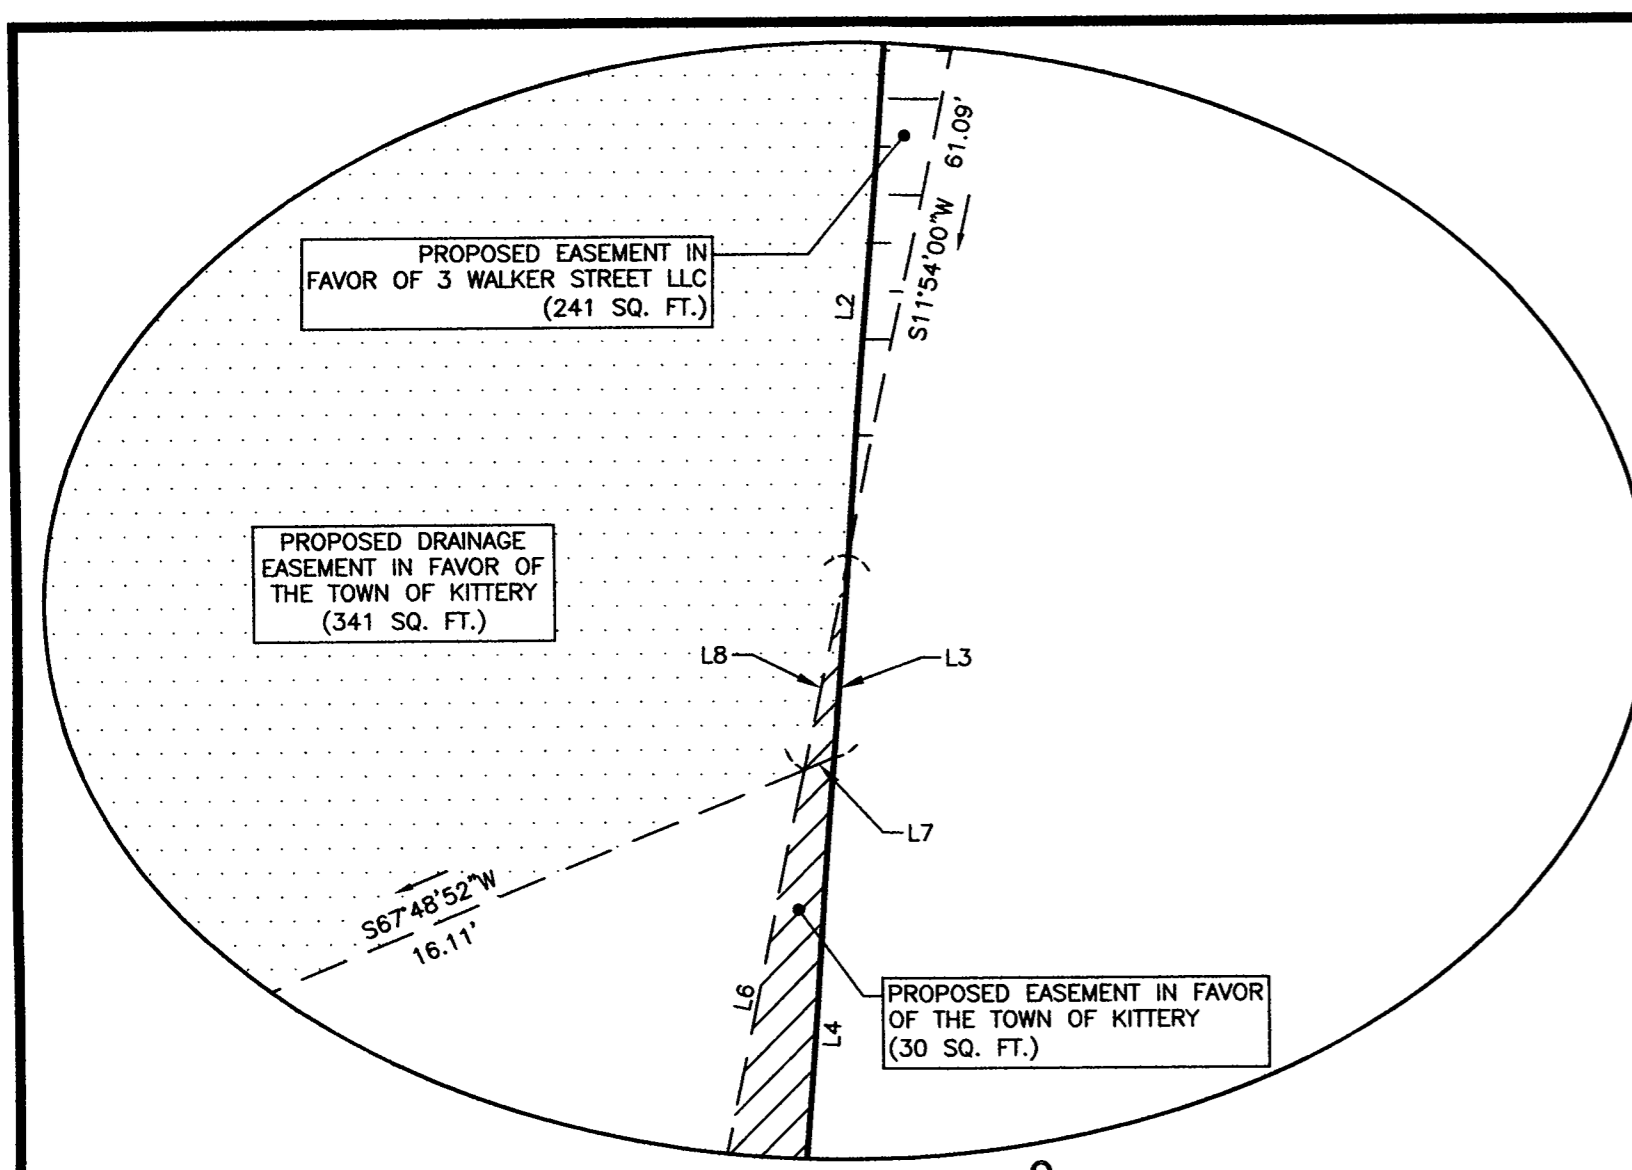 61.09'
S11°54'00"W
PROPOSED EASEMENT IN
FAVOR OF 3 WALKER STREET LLC
(241 SQ. FT.)
L2
PROPOSED DRAINAGE
EASEMENT IN FAVOR OF
THE TOWN OF KITTERY
(341 SQ. FT.)
L8
L3
L7
S67°48'52"W
16.11'
L6
L4
PROPOSED EASEMENT IN FAVOR
OF THE TOWN OF KITTERY
(30 SQ. FT.)